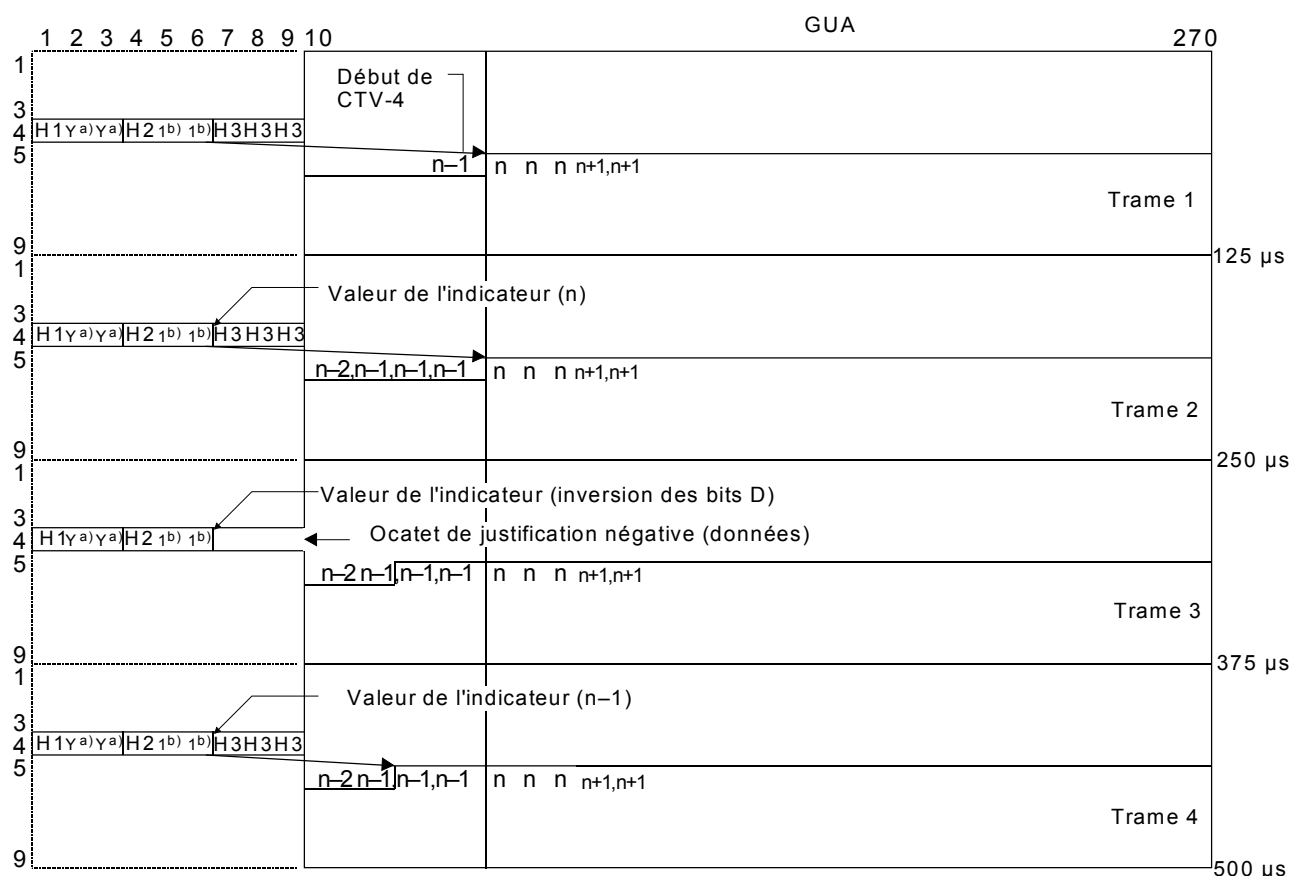 GUA
1 2 3 4 5 6 7 8 9 10 270
1
Début de
CTV-4
3
4 H1 Y a) Y a) H2 1 b) 1 b) H3 H3 H3
5
n–1 n n n n+1,n+1
Trame 1
9
125 µs
1
Valeur de l'indicateur (n)
3
4 H1 Y a) Y a) H2 1 b) 1 b) H3 H3 H3
5
n–2,n–1,n–1,n–1 n n n n+1,n+1
Trame 2
9
250 µs
1
Valeur de l'indicateur (inversion des bits D)
3
4 H1 Y a) Y a) H2 1 b) 1 b) Ocatet de justification négative (données)
5
n–2 n–1,n–1,n–1 n n n n+1,n+1
Trame 3
9
375 µs
1
Valeur de l'indicateur (n–1)
3
4 H1 Y a) Y a) H2 1 b) 1 b) H3 H3 H3
5
n–2 n–1,n–1,n–1 n n n n+1,n+1
Trame 4
9
500 µs